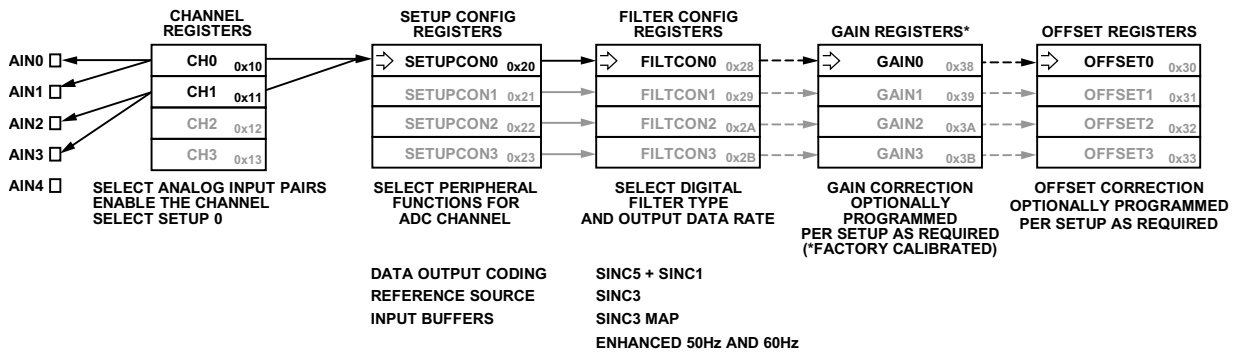 CHANNEL
REGISTERS
SETUP CONFIG
REGISTERS
FILTER CONFIG
REGISTERS
GAIN REGISTERS*
OFFSET REGISTERS
AIN0
AIN1
AIN2
AIN3
AIN4
CH0 0x10
CH1 0x11
CH2 0x12
CH3 0x13
SELECT ANALOG INPUT PAIRS
ENABLE THE CHANNEL
SELECT SETUP 0
SETUPCON0 0x20
SETUPCON1 0x21
SETUPCON2 0x22
SETUPCON3 0x23
SELECT PERIPHERAL
FUNCTIONS FOR
ADC CHANNEL
DATA OUTPUT CODING
REFERENCE SOURCE
INPUT BUFFERS
FILTCON0 0x28
FILTCON1 0x29
FILTCON2 0x2A
FILTCON3 0x2B
SELECT DIGITAL
FILTER TYPE
AND OUTPUT DATA RATE
SINC5 + SINC1
SINC3
SINC3 MAP
ENHANCED 50Hz AND 60Hz
GAIN0 0x38
GAIN1 0x39
GAIN2 0x3A
GAIN3 0x3B
GAIN CORRECTION
OPTIONALLY
PROGRAMMED
PER SETUP AS REQUIRED
(*FACTORY CALIBRATED)
OFFSET0 0x30
OFFSET1 0x31
OFFSET2 0x32
OFFSET3 0x33
OFFSET CORRECTION
OPTIONALLY PROGRAMMED
PER SETUP AS REQUIRED